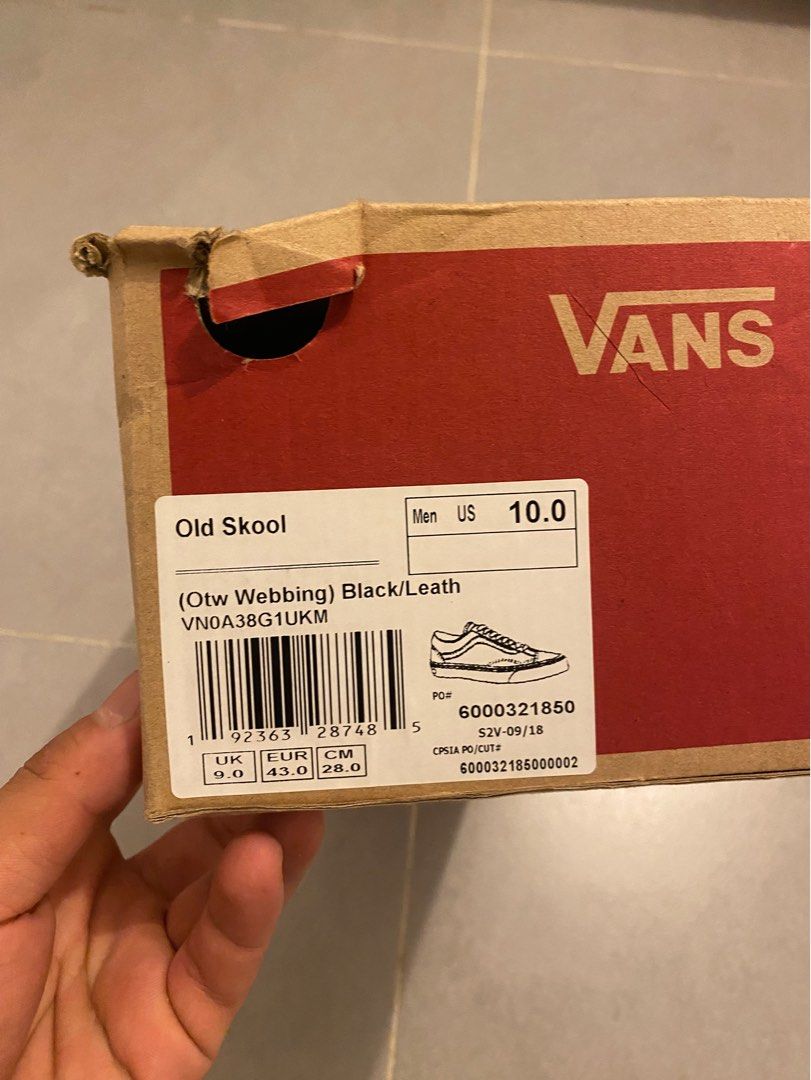 VANS
Old Skool
Men US 10.0
(Otw Webbing) Black/Leath
VN0A38G1UKM
1 92363 28748 5
PO#
6000321850
S2V-09/18
CPSIA PO/CUT#
600032185000002
UK
9.0
EUR
43.0
CM
28.0